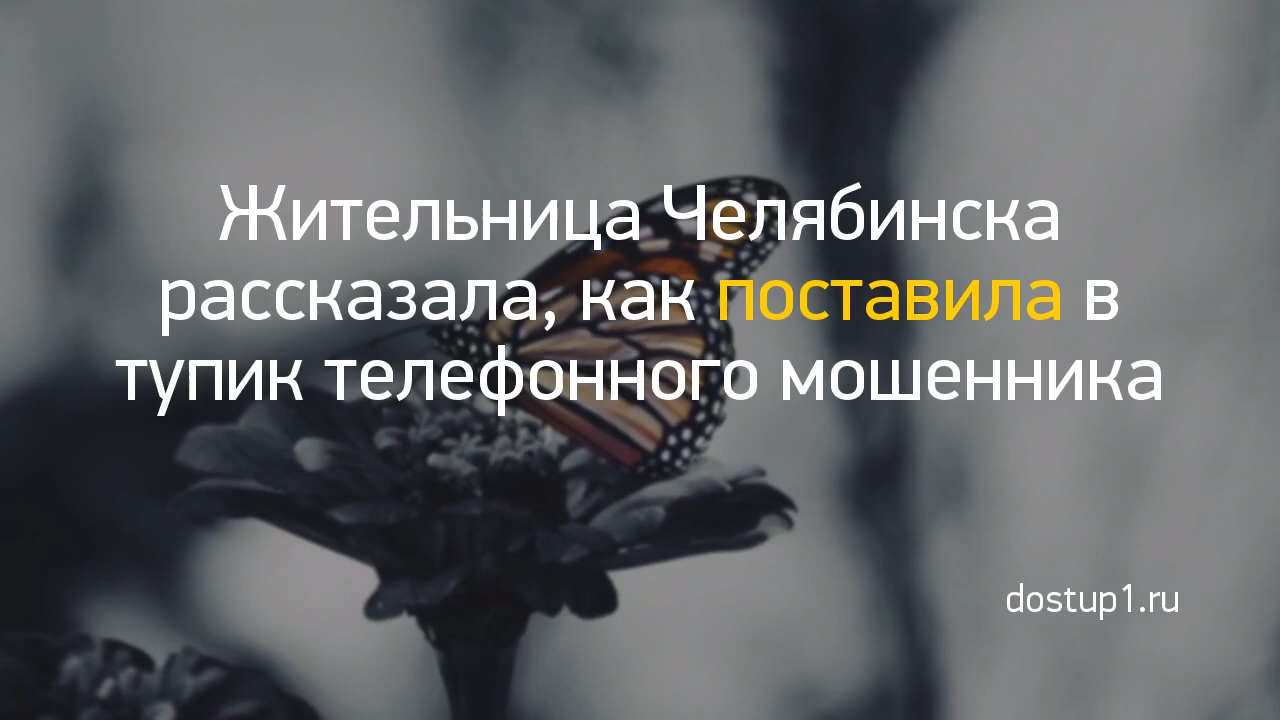 Жительница Челябинска
рассказала, как поставила в
тупик телефонного мошенника
dostup1.ru